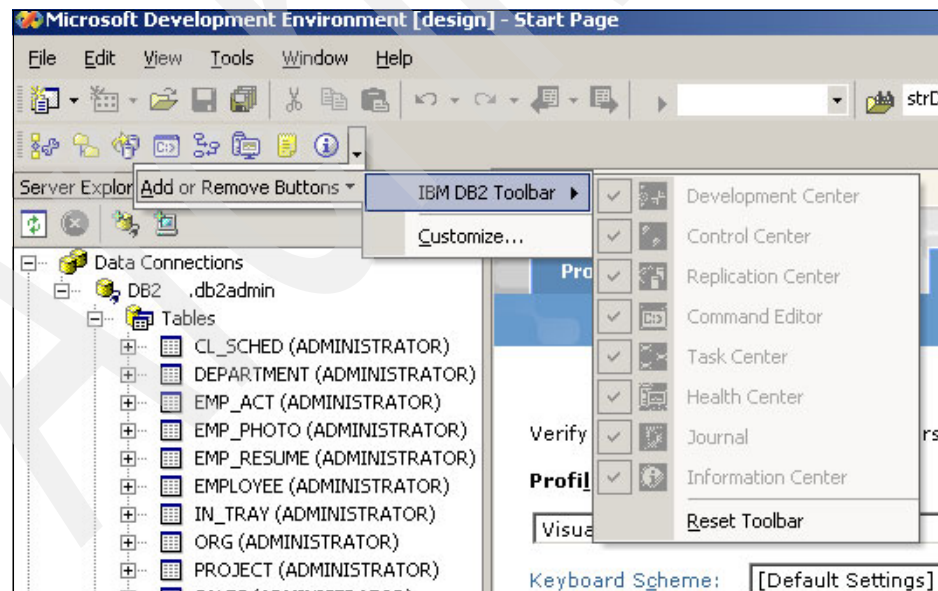 Microsoft Development Environment [design] - Start Page
File Edit View Tools Window Help
Server Explor
Add or Remove Buttons
IBM DB2 Toolbar
Customize...
Development Center
Control Center
Replication Center
Command Editor
Task Center
Health Center
Journal
Information Center
Reset Toolbar
Data Connections
DB2 .db2admin
Tables
CL_SCHED (ADMINISTRATOR)
DEPARTMENT (ADMINISTRATOR)
EMP_ACT (ADMINISTRATOR)
EMP_PHOTO (ADMINISTRATOR)
EMP_RESUME (ADMINISTRATOR)
EMPLOYEE (ADMINISTRATOR)
IN_TRAY (ADMINISTRATOR)
ORG (ADMINISTRATOR)
PROJECT (ADMINISTRATOR)
Pro
Verify
Profil
Visua
Keyboard Scheme: [Default Settings]